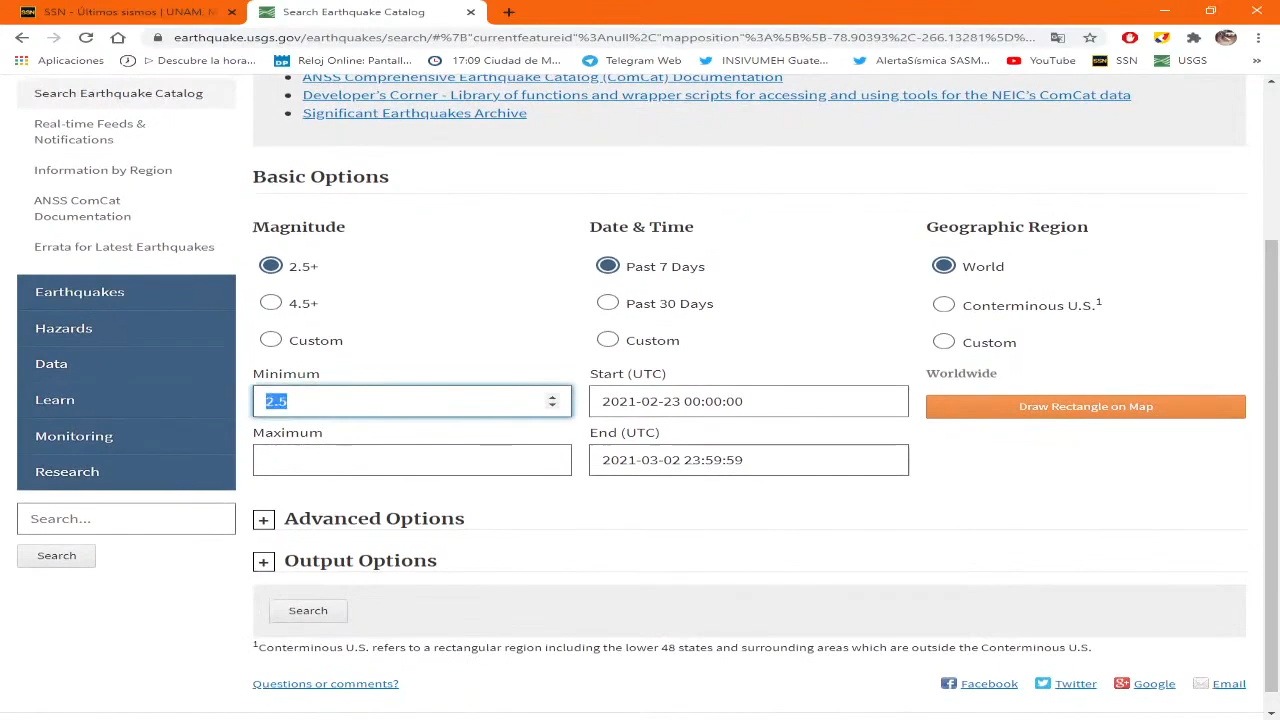 SSN - Últimos sismos | UNAM, M
Search Earthquake Catalog
earthquake.usgs.gov/earthquakes/search/#%7B"currentfeatureid"%3Anull%2C"mapposition"%3A%5B%5B-78.90393%2C-266.13281%5D%...
Aplicaciones
Descubre la hora...
DP Reloj Online: Pantall...
17:09 Ciudad de M...
Telegram Web
INSIVUMEH Guate...
AlertaSísmica SASM...
YouTube
SSN
USGS
»
Search Earthquake Catalog
Real-time Feeds &
Notifications
Information by Region
ANSS ComCat
Documentation
Errata for Latest Earthquakes
Earthquakes
Hazards
Data
Learn
Monitoring
Research
Search...
Search
ANSS Comprehensive Earthquake Catalog (ComCat) Documentation
Developer's Corner - Library of functions and wrapper scripts for accessing and using tools for the NEIC's ComCat data
Significant Earthquakes Archive
Basic Options
Magnitude
2.5+
4.5+
Custom
Minimum
2.5
Maximum
Date & Time
Past 7 Days
Past 30 Days
Custom
Start (UTC)
2021-02-23 00:00:00
End (UTC)
2021-03-02 23:59:59
Geographic Region
World
Conterminous U.S.1
Custom
Worldwide
Draw Rectangle on Map
+ Advanced Options
+ Output Options
Search
1Conterminous U.S. refers to a rectangular region including the lower 48 states and surrounding areas which are outside the Conterminous U.S.
Questions or comments?
Facebook
Twitter
Google
Email